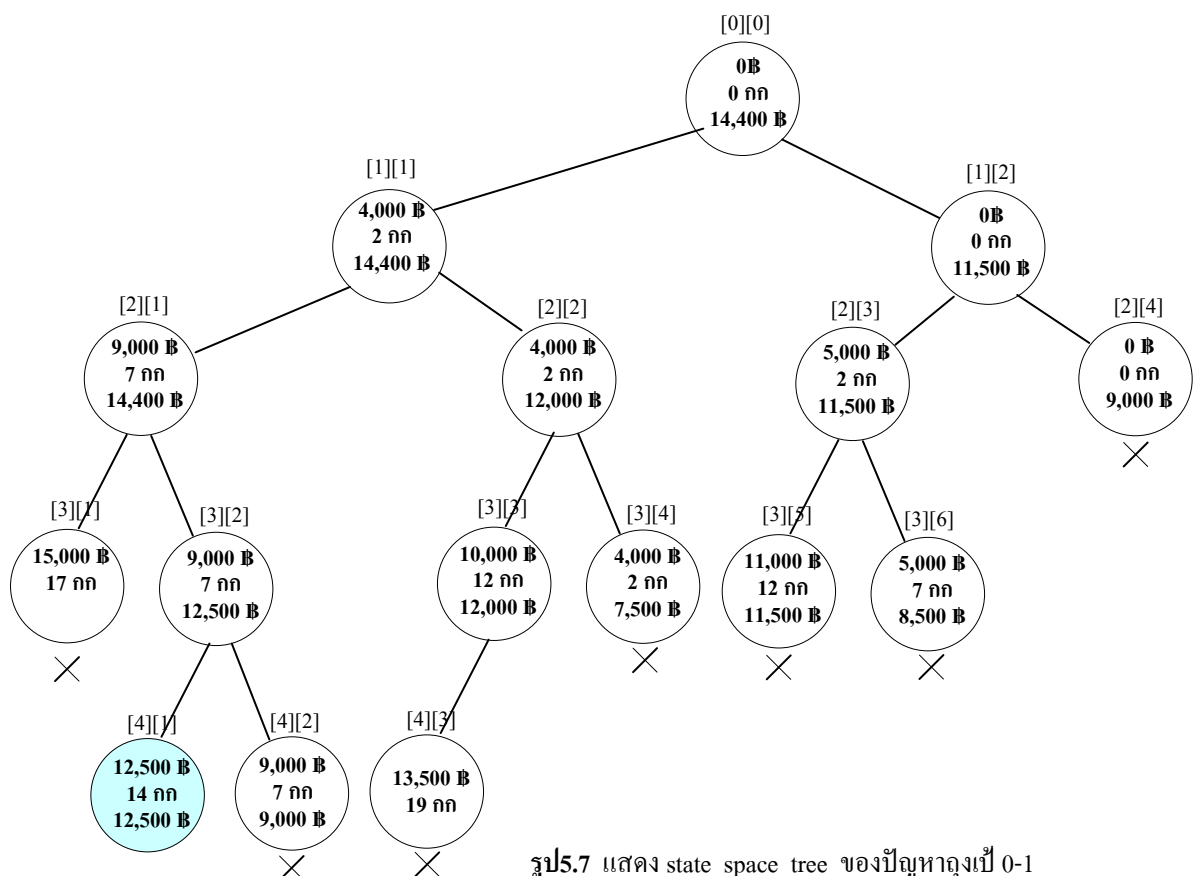 [0][0]
0฿
0 กก
14,400 ฿
[1][1]
4,000 ฿
2 กก
14,400 ฿
[1][2]
0฿
0 กก
11,500 ฿
[2][1]
9,000 ฿
7 กก
14,400 ฿
[2][2]
4,000 ฿
2 กก
12,000 ฿
[2][3]
5,000 ฿
2 กก
11,500 ฿
[2][4]
0 ฿
0 กก
9,000 ฿
[3][1]
15,000 ฿
17 กก
[3][2]
9,000 ฿
7 กก
12,500 ฿
[3][3]
10,000 ฿
12 กก
12,000 ฿
[3][4]
4,000 ฿
2 กก
7,500 ฿
[3][5]
11,000 ฿
12 กก
11,500 ฿
[3][6]
5,000 ฿
7 กก
8,500 ฿
[4][1]
12,500 ฿
14 กก
12,500 ฿
[4][2]
9,000 ฿
7 กก
9,000 ฿
[4][3]
13,500 ฿
19 กก
รูป5.7 แสดง state space tree ของปัญหาถุงเป้ 0-1